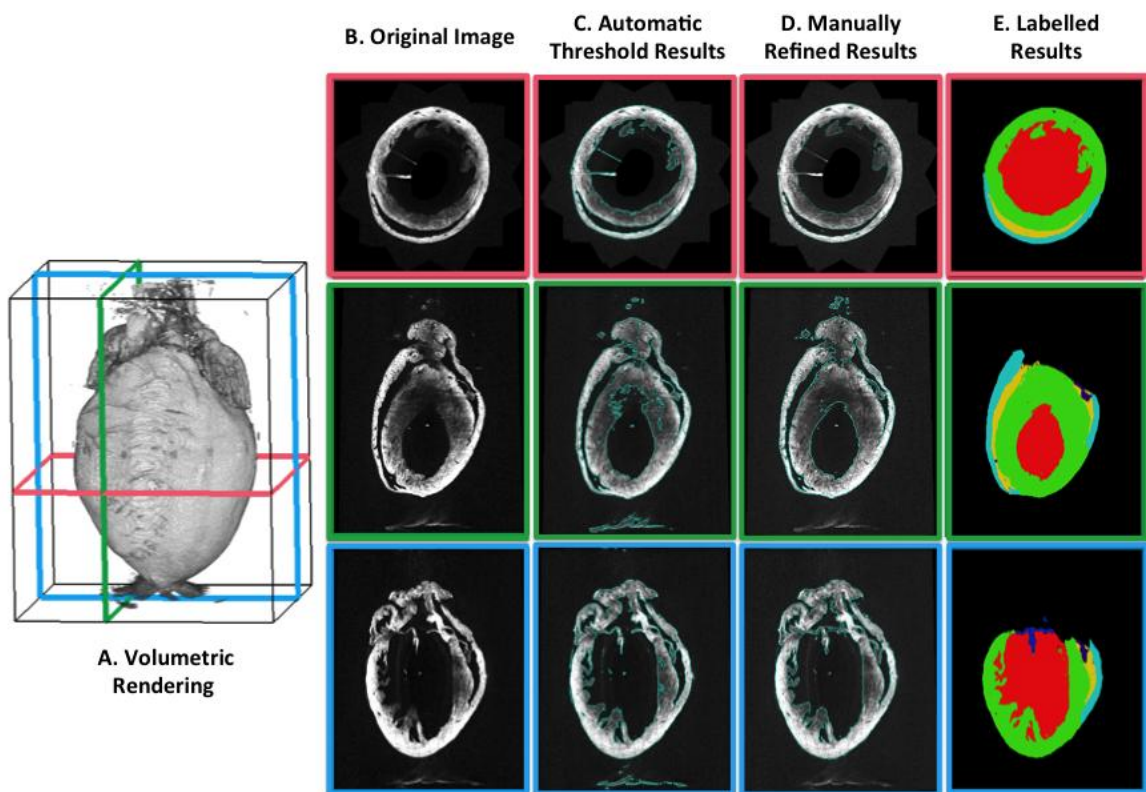 B. Original Image
C. Automatic
Threshold Results
D. Manually
Refined Results
E. Labelled
Results
A. Volumetric
Rendering